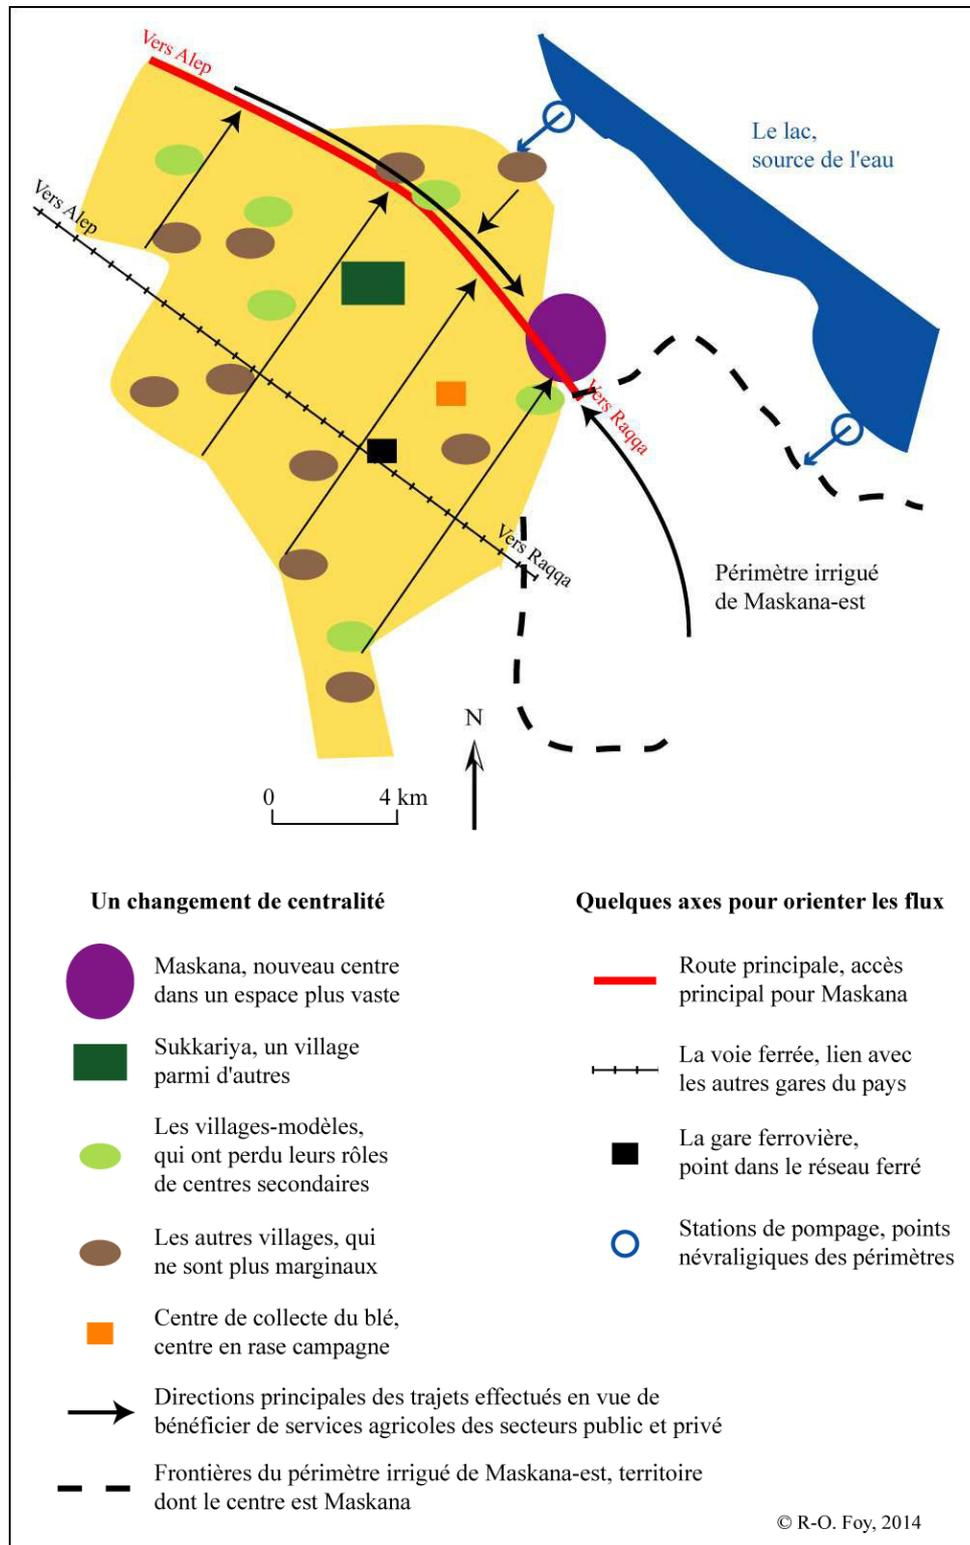 Vers Alep
Le lac,
source de l'eau
Vers Alep
Vers Raqqa
Vers Raqqa
Périmètre irrigué
de Maskana-est
N
0 4 km
Un changement de centralité
Maskana, nouveau centre
dans un espace plus vaste
Sukkariya, un village
parmi d'autres
Les villages-modèles,
qui ont perdu leurs rôles
de centres secondaires
Les autres villages, qui
ne sont plus marginaux
Centre de collecte du blé,
centre en rase campagne
Directions principales des trajets effectués en vue de
bénéficier de services agricoles des secteurs public et privé
Frontières du périmètre irrigué de Maskana-est, territoire
dont le centre est Maskana
Quelques axes pour orienter les flux
Route principale, accès
principal pour Maskana
La voie ferrée, lien avec
les autres gares du pays
La gare ferrovière,
point dans le réseau ferré
Stations de pompage, points
névraligiques des périmètres
© R-O. Foy, 2014